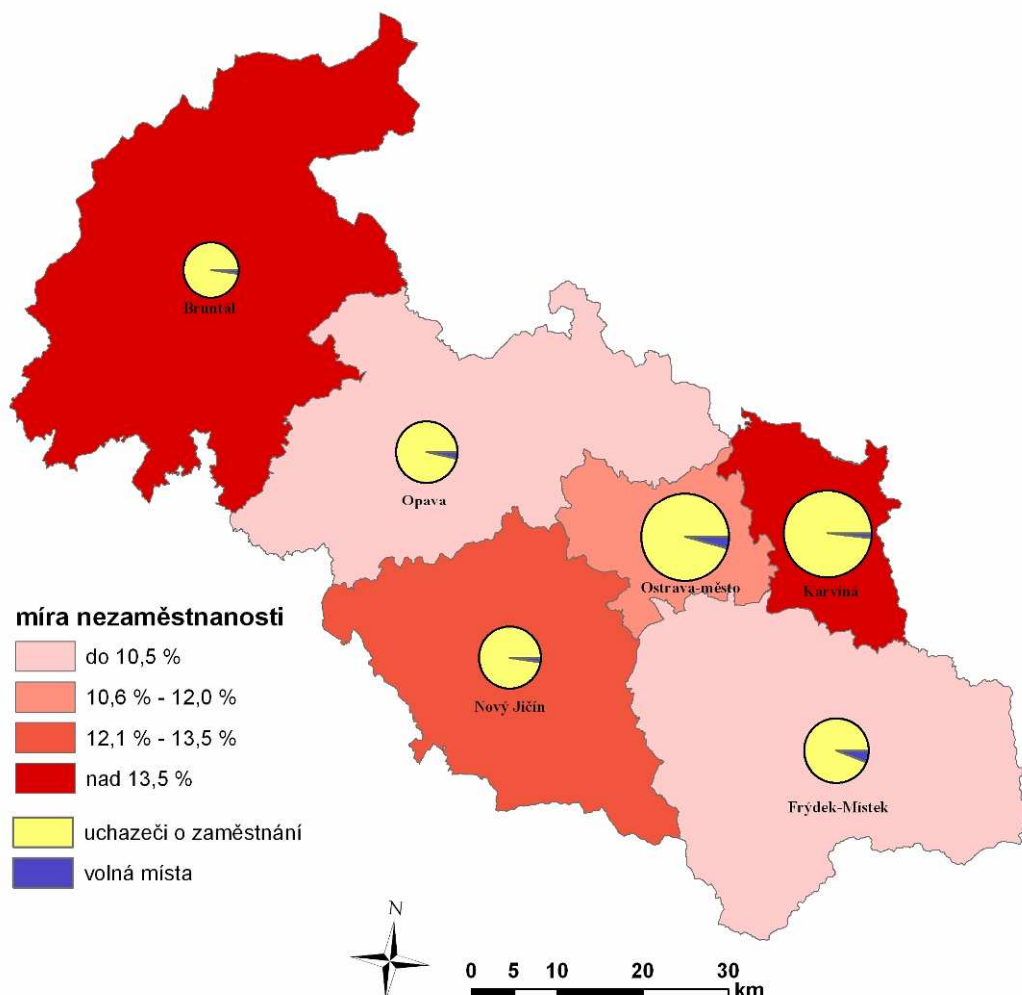 Bruntál
Opava
Ostrava-město
Karviná
Nový Jičín
Frýdek-Místek
míra nezaměstnanosti
do 10,5 %
10,6 % - 12,0 %
12,1 % - 13,5 %
nad 13,5 %
uchazeči o zaměstnání
volná místa
N
0 5 10 20 30
km